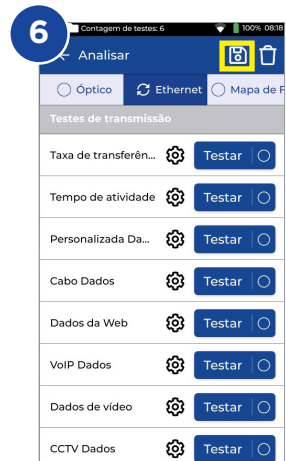 6
Contagem de testes: 6 100% 08:18
Analisar
Óptico Ethernet Mapa de F
Testes de transmissão
Taxa de transferên... Testar
Tempo de atividade Testar
Personalizada Da... Testar
Cabo Dados Testar
Dados da Web Testar
VoIP Dados Testar
Dados de vídeo Testar
CCTV Dados Testar